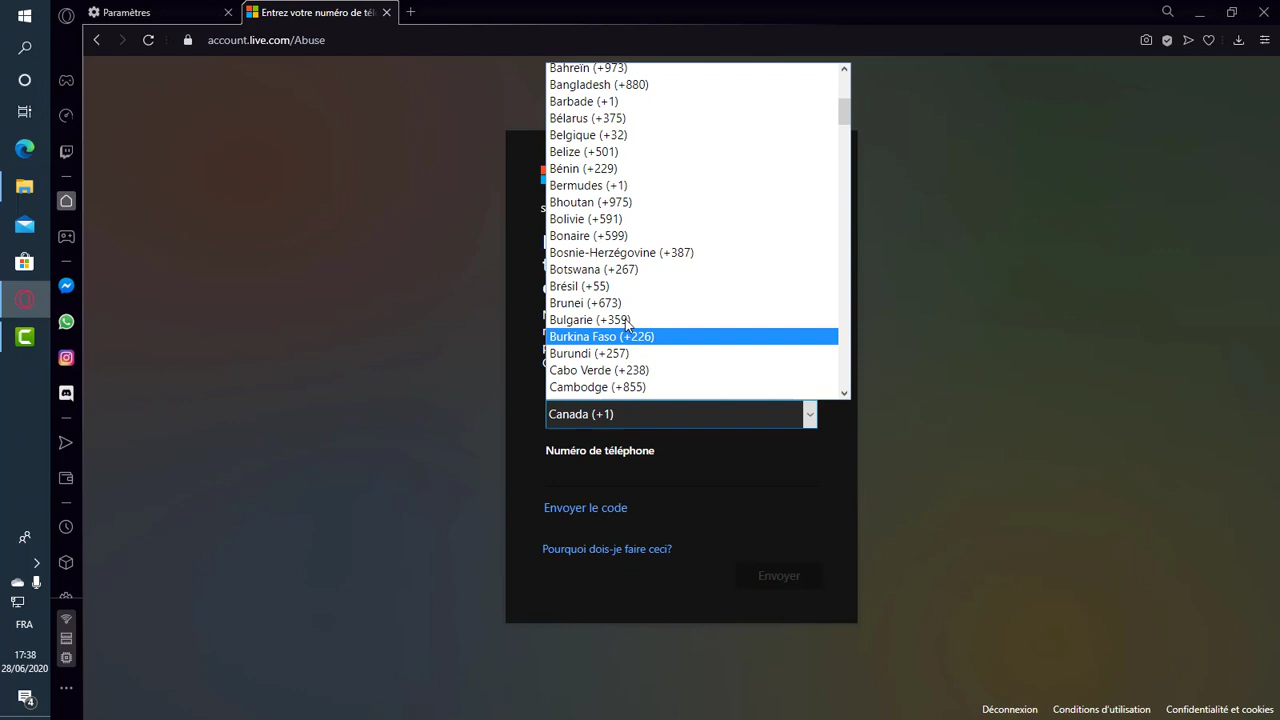 Paramètres
Entrez votre numéro de tél
account.live.com/Abuse
Bahreïn (+973)
Bangladesh (+880)
Barbade (+1)
Bélarus (+375)
Belgique (+32)
Belize (+501)
Bénin (+229)
Bermudes (+1)
Bhoutan (+975)
Bolivie (+591)
Bonaire (+599)
Bosnie-Herzégovine (+387)
Botswana (+267)
Brésil (+55)
Brunei (+673)
Bulgarie (+359)
Burkina Faso (+226)
Burundi (+257)
Cabo Verde (+238)
Cambodge (+855)
Canada (+1)
Numéro de téléphone
Envoyer le code
Pourquoi dois-je faire ceci?
Envoyer
FRA
17:38
28/06/2020
4
Déconnexion
Conditions d'utilisation
Confidentialité et cookies